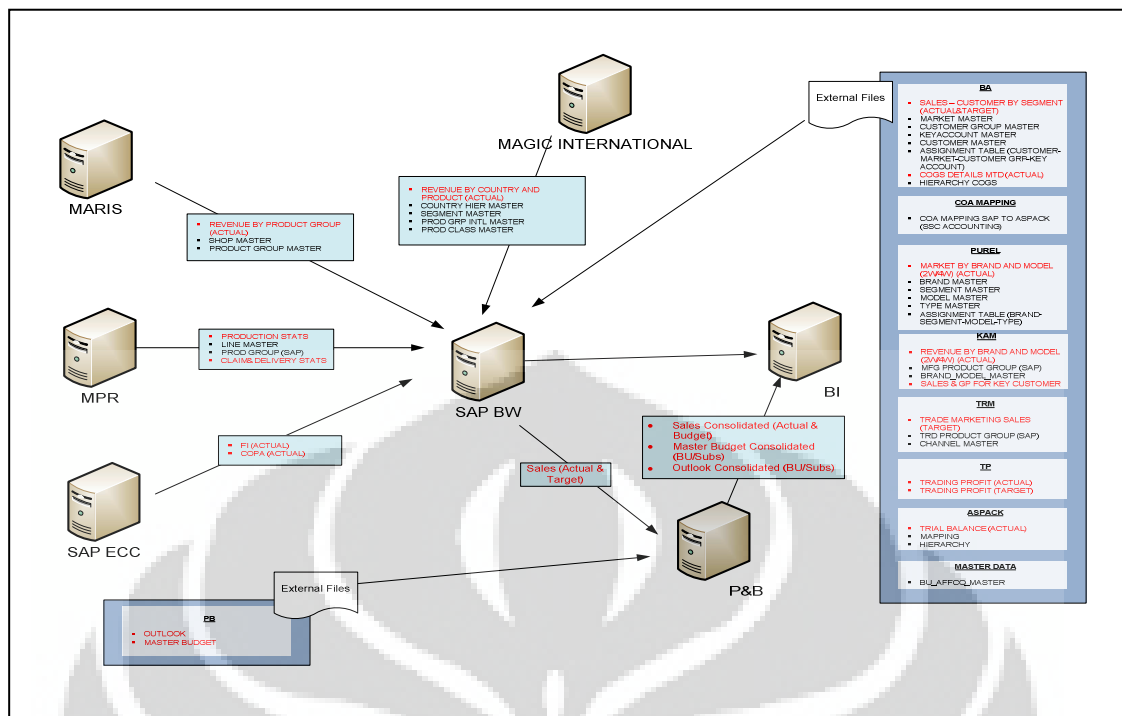 MARIS
REVENUE BY PRODUCT GROUP
(ACTUAL)
SHOP MASTER
PRODUCT GROUP MASTER
MAGIC INTERNATIONAL
REVENUE BY COUNTRY AND
PRODUCT (ACTUAL)
COUNTRY HIER MASTER
SEGMENT MASTER
PROD GRP INTL MASTER
PROD CLASS MASTER
MPR
PRODUCTION STATS
LINE MASTER
PROD GROUP (SAP)
CLAIM& DELIVERY STATS
SAP ECC
FI (ACTUAL)
COPA (ACTUAL)
SAP BW
BI
Sales (Actual &
Target)
Sales Consolidated (Actual &
Budget)
Master Budget Consolidated
(BU/Subs)
Outlook Consolidated (BU/Subs)
P&B
External Files
PB
OUTLOOK
MASTER BUDGET
External Files
BA
SALES – CUSTOMER BY SEGMENT
(ACTUAL&TARGET)
MARKET MASTER
CUSTOMER GROUP MASTER
KEYACCOUNT MASTER
CUSTOMER MASTER
ASSIGNMENT TABLE (CUSTOMER-
MARKET-CUSTOMER GRP-KEY
ACCOUNT)
COGS DETAILS MTD (ACTUAL)
HIERARCHY COGS
COA MAPPING
COA MAPPING SAP TO ASPACK
(SSC ACCOUNTING)
PUREL
MARKET BY BRAND AND MODEL
(2W/4W) (ACTUAL)
BRAND MASTER
SEGMENT MASTER
MODEL MASTER
TYPE MASTER
ASSIGNMENT TABLE (BRAND-
SEGMENT-MODEL-TYPE)
KAM
REVENUE BY BRAND AND MODEL
(2W/4W) (ACTUAL)
MFG PRODUCT GROUP (SAP)
BRAND_MODEL_MASTER
SALES & GP FOR KEY CUSTOMER
TRM
TRADE MARKETING SALES
(TARGET)
TRD PRODUCT GROUP (SAP)
CHANNEL MASTER
TP
TRADING PROFIT (ACTUAL)
TRADING PROFIT (TARGET)
ASPACK
TRIAL BALANCE (ACTUAL)
MAPPING
HIERARCHY
MASTER DATA
BU_AFFCO_MASTER